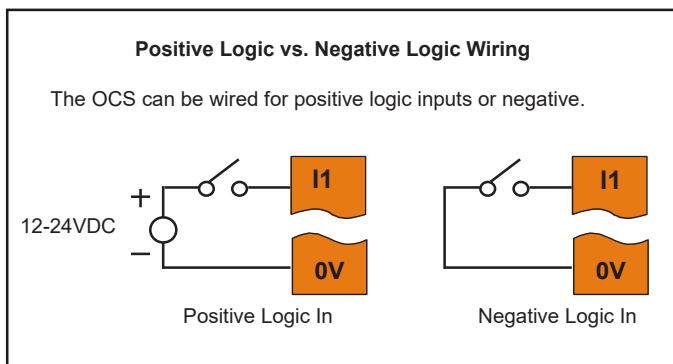 Positive Logic vs. Negative Logic Wiring
The OCS can be wired for positive logic inputs or negative.
I1
I1
+
12-24VDC
–
0V
0V
Positive Logic In
Negative Logic In